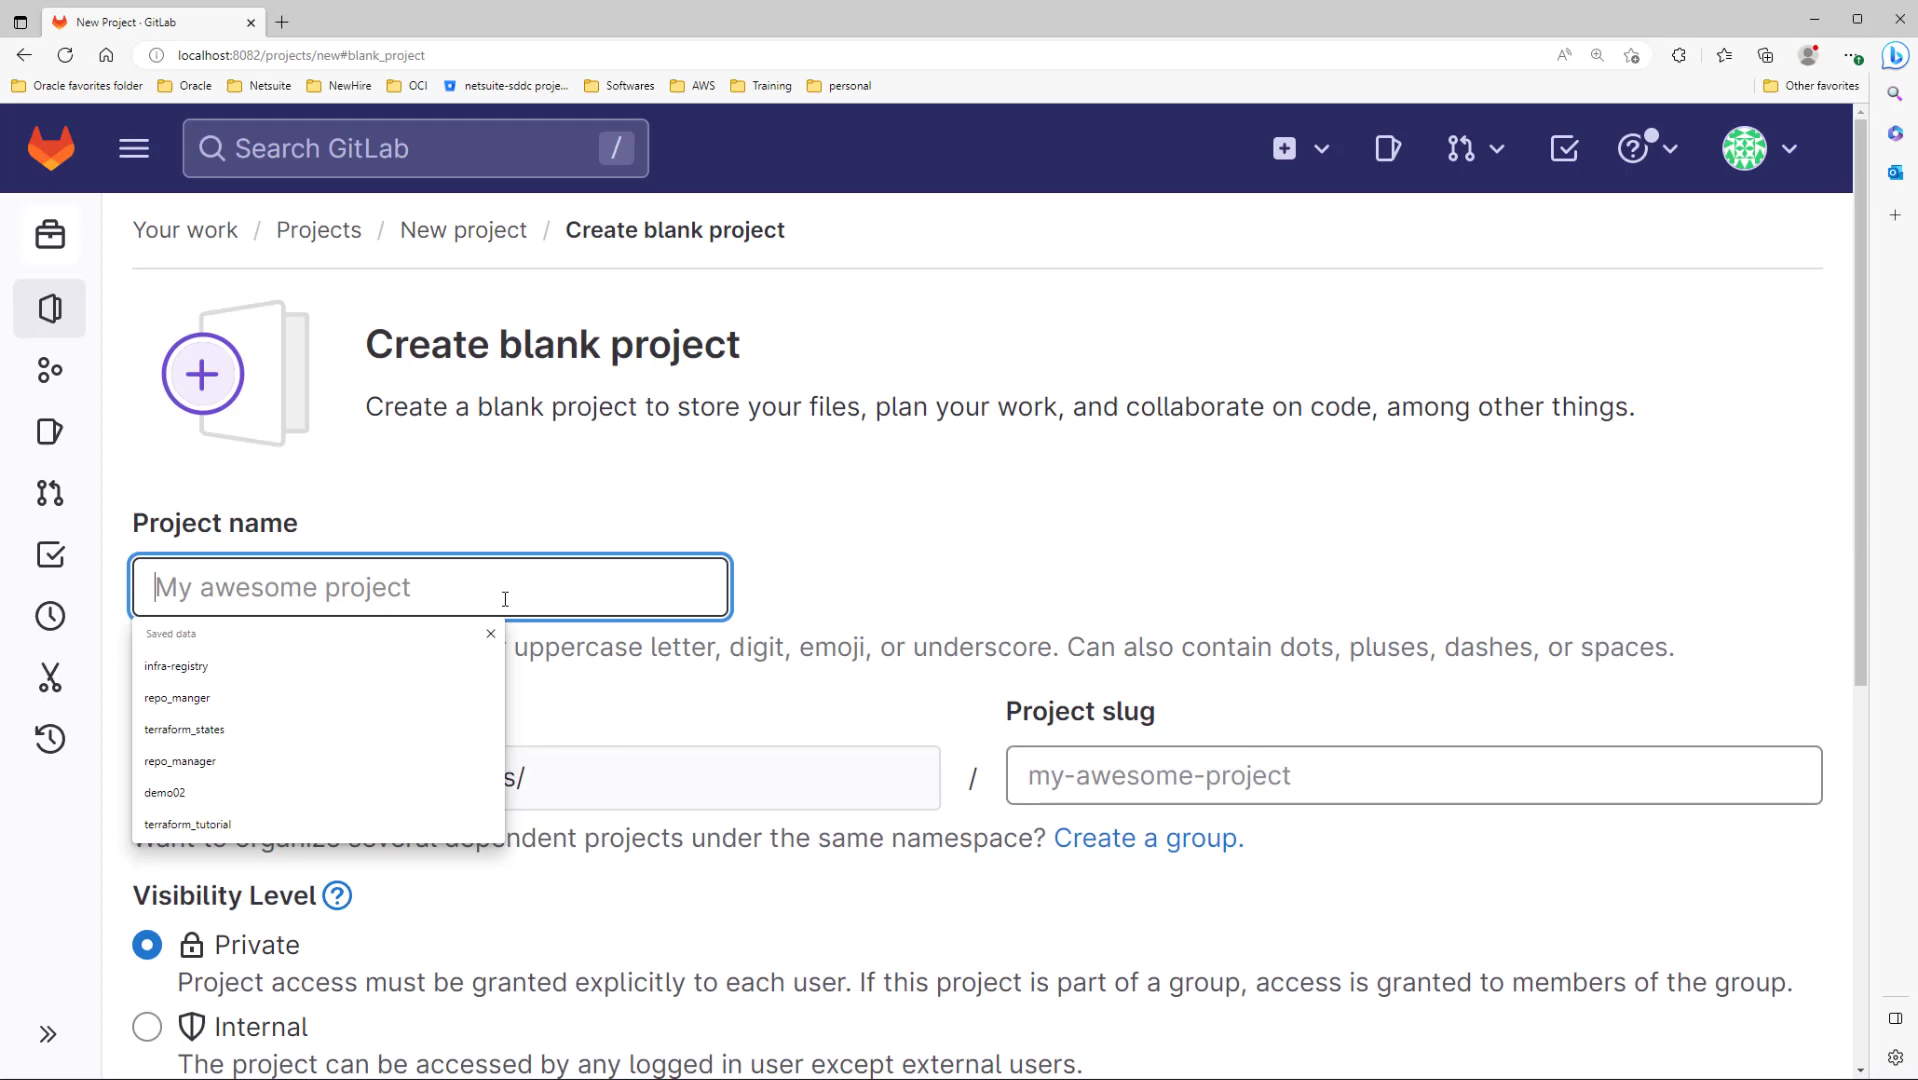 New Project · GitLab
localhost:8082/projects/new#blank_project
Oracle favorites folder Oracle Netsuite NewHire OCI netsuite-sddc proje... Softwares AWS Training personal Other favorites
Search GitLab /
Your work / Projects / New project / Create blank project
Create blank project
Create a blank project to store your files, plan your work, and collaborate on code, among other things.
Project name
My awesome project
Saved data
uppercase letter, digit, emoji, or underscore. Can also contain dots, pluses, dashes, or spaces.
infra-registry
repo_manger
Project slug
terraform_states
repo_manager
s/ / my-awesome-project
demo02
terraform_tutorial
Want to organize several dependent projects under the same namespace? Create a group.
Visibility Level ?
Private
Project access must be granted explicitly to each user. If this project is part of a group, access is granted to members of the group.
Internal
The project can be accessed by any logged in user except external users.